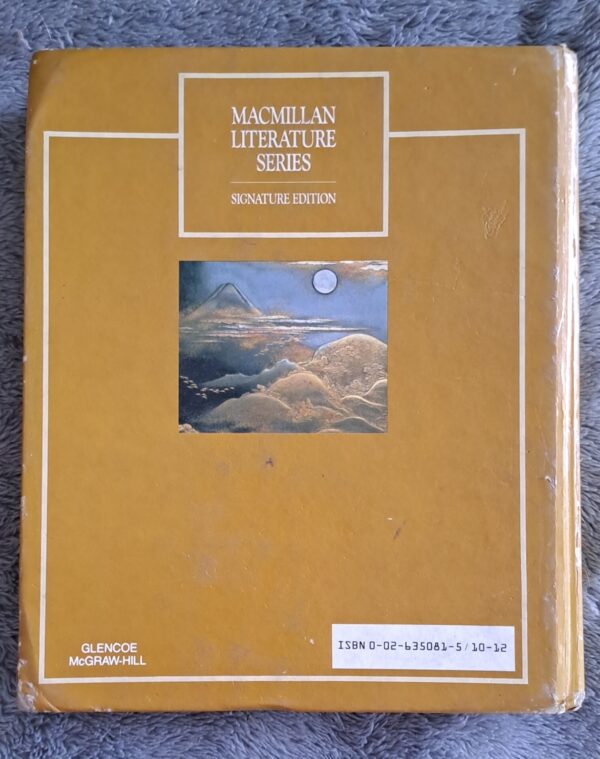 MACMILLAN
LITERATURE
SERIES
SIGNATURE EDITION
GLENCOE
McGRAW-HILL
ISBN 0-02-635081-5 / 10-12